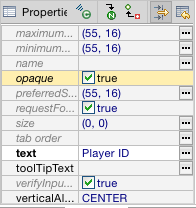 Propertie
maximum... (55, 16) ...
minimum... (55, 16) ...
name ...
opaque true
preferredS... (55, 16) ...
requestFo... true
size (0, 0) ...
tab order
text Player ID ...
toolTipText ...
verifyInpu... true
verticalAl... CENTER